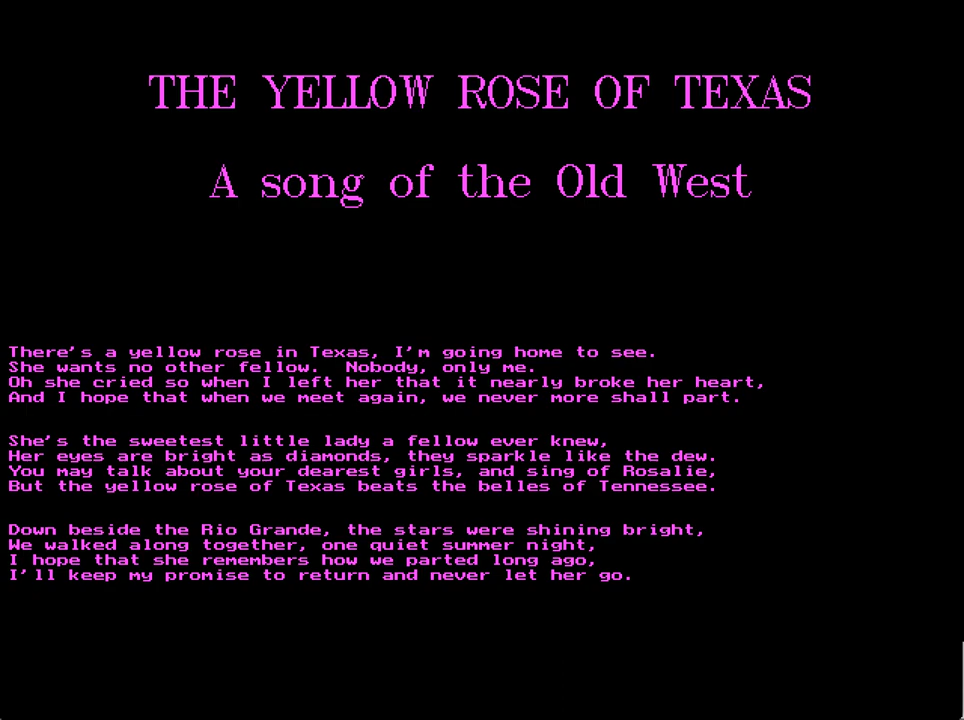 THE YELLOW ROSE OF TEXAS
A song of the Old West
There's a yellow rose in Texas, I'm going home to see.
She wants no other fellow.  Nobody, only me.
Oh she cried so when I left her that it nearly broke her heart,
And I hope that when we meet again, we never more shall part.
She's the sweetest little lady a fellow ever knew,
Her eyes are bright as diamonds, they sparkle like the dew.
You may talk about your dearest girls, and sing of Rosalie,
But the yellow rose of Texas beats the belles of Tennessee.
Down beside the Rio Grande, the stars were shining bright,
We walked along together, one quiet summer night,
I hope that she remembers how we parted long ago,
I'll keep my promise to return and never let her go.